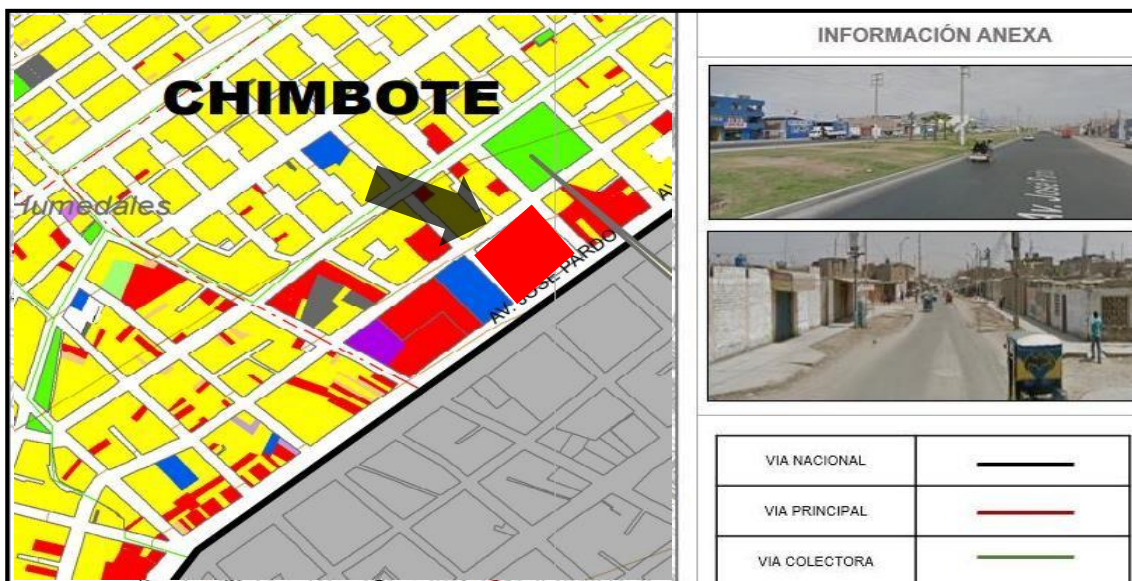 CHIMBOTE
Humedales
AV. JOSE PARDO
INFORMACIÓN ANEXA
Av. Jose Pardo
VIA NACIONAL
VIA PRINCIPAL
VIA COLECTORA